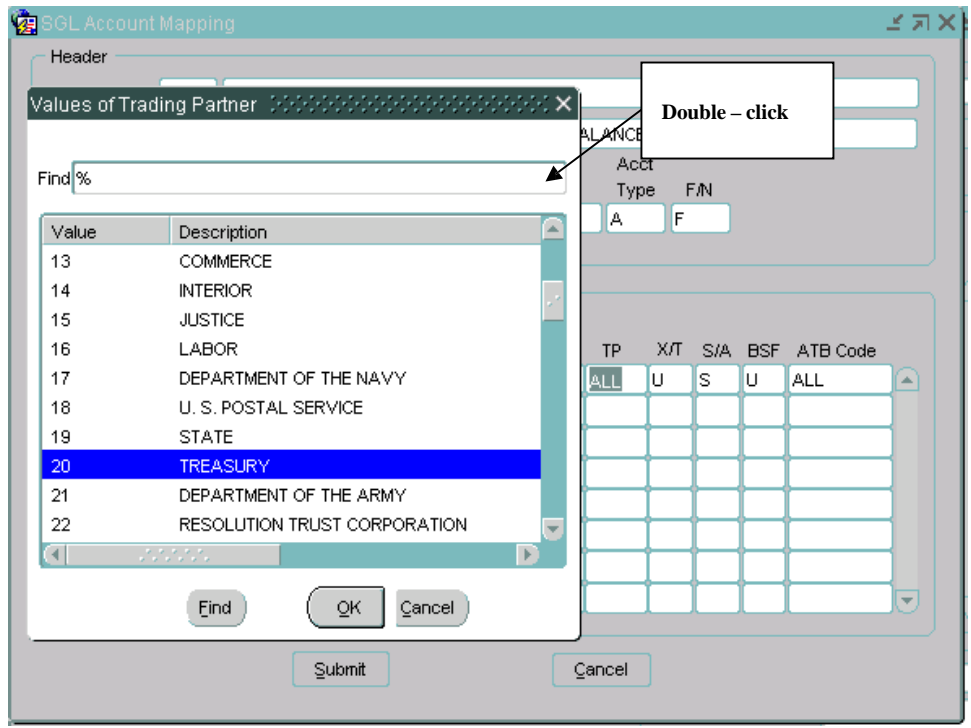 SGL Account Mapping
Header
Values of Trading Partner
Double – click
ALANCE
Find %
Acct
Type F/N
A F
Value Description
13 COMMERCE
14 INTERIOR
15 JUSTICE
16 LABOR
17 DEPARTMENT OF THE NAVY
18 U. S. POSTAL SERVICE
19 STATE
20 TREASURY
21 DEPARTMENT OF THE ARMY
22 RESOLUTION TRUST CORPORATION
TP X/T S/A BSF ATB Code
ALL U S U ALL
Find OK Cancel
Submit Cancel